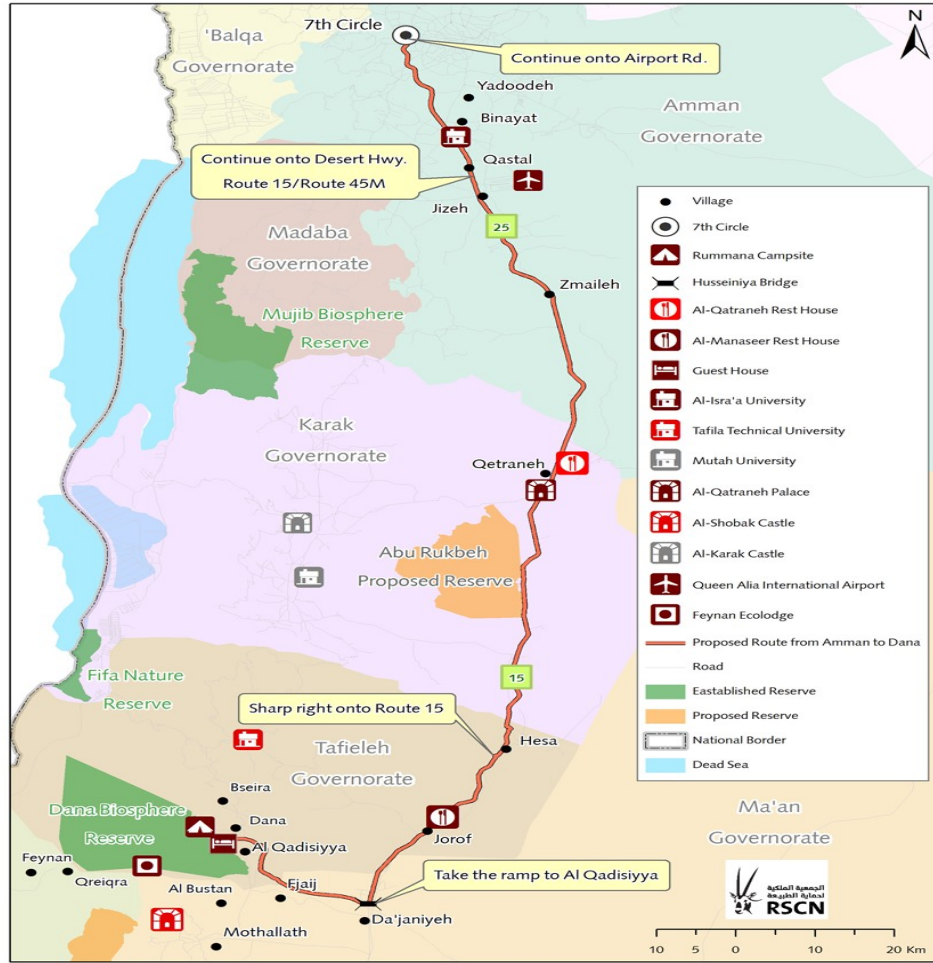 7th Circle
N
'Balqa
Governorate
Continue onto Airport Rd.
Yadoodeh
Amman
Governorate
Binayat
Continue onto Desert Hwy.
Route 15/Route 45M
Qastal
Jizeh
25
Madaba
Governorate
Zmaileh
Mujib Biosphere
Reserve
Karak
Governorate
Qetraneh
Abu Rukbeh
Proposed Reserve
15
Fifa Nature
Reserve
Sharp right onto Route 15
Hesa
Tafieleh
Governorate
Bseira
Dana Biosphere
Reserve
Dana
Jorof
Al Qadisiyya
Feynan
Qreiqra
Al Bustan
Fjaij
Take the ramp to Al Qadisiyya
Da'janiyeh
Mothallath
Ma'an
Governorate
Village
7th Circle
Rummana Campsite
Husseiniya Bridge
Al-Qatraneh Rest House
Al-Manaseer Rest House
Guest House
Al-Isra'a University
Tafila Technical University
Mutah University
Al-Qatraneh Palace
Al-Shobak Castle
Al-Karak Castle
Queen Alia International Airport
Feynan Ecolodge
Proposed Route from Amman to Dana
Road
Eastablished Reserve
Proposed Reserve
National Border
Dead Sea
الجمعية الملكية
لحماية الطبيعة
RSCN
10 5 0 10 20 Km